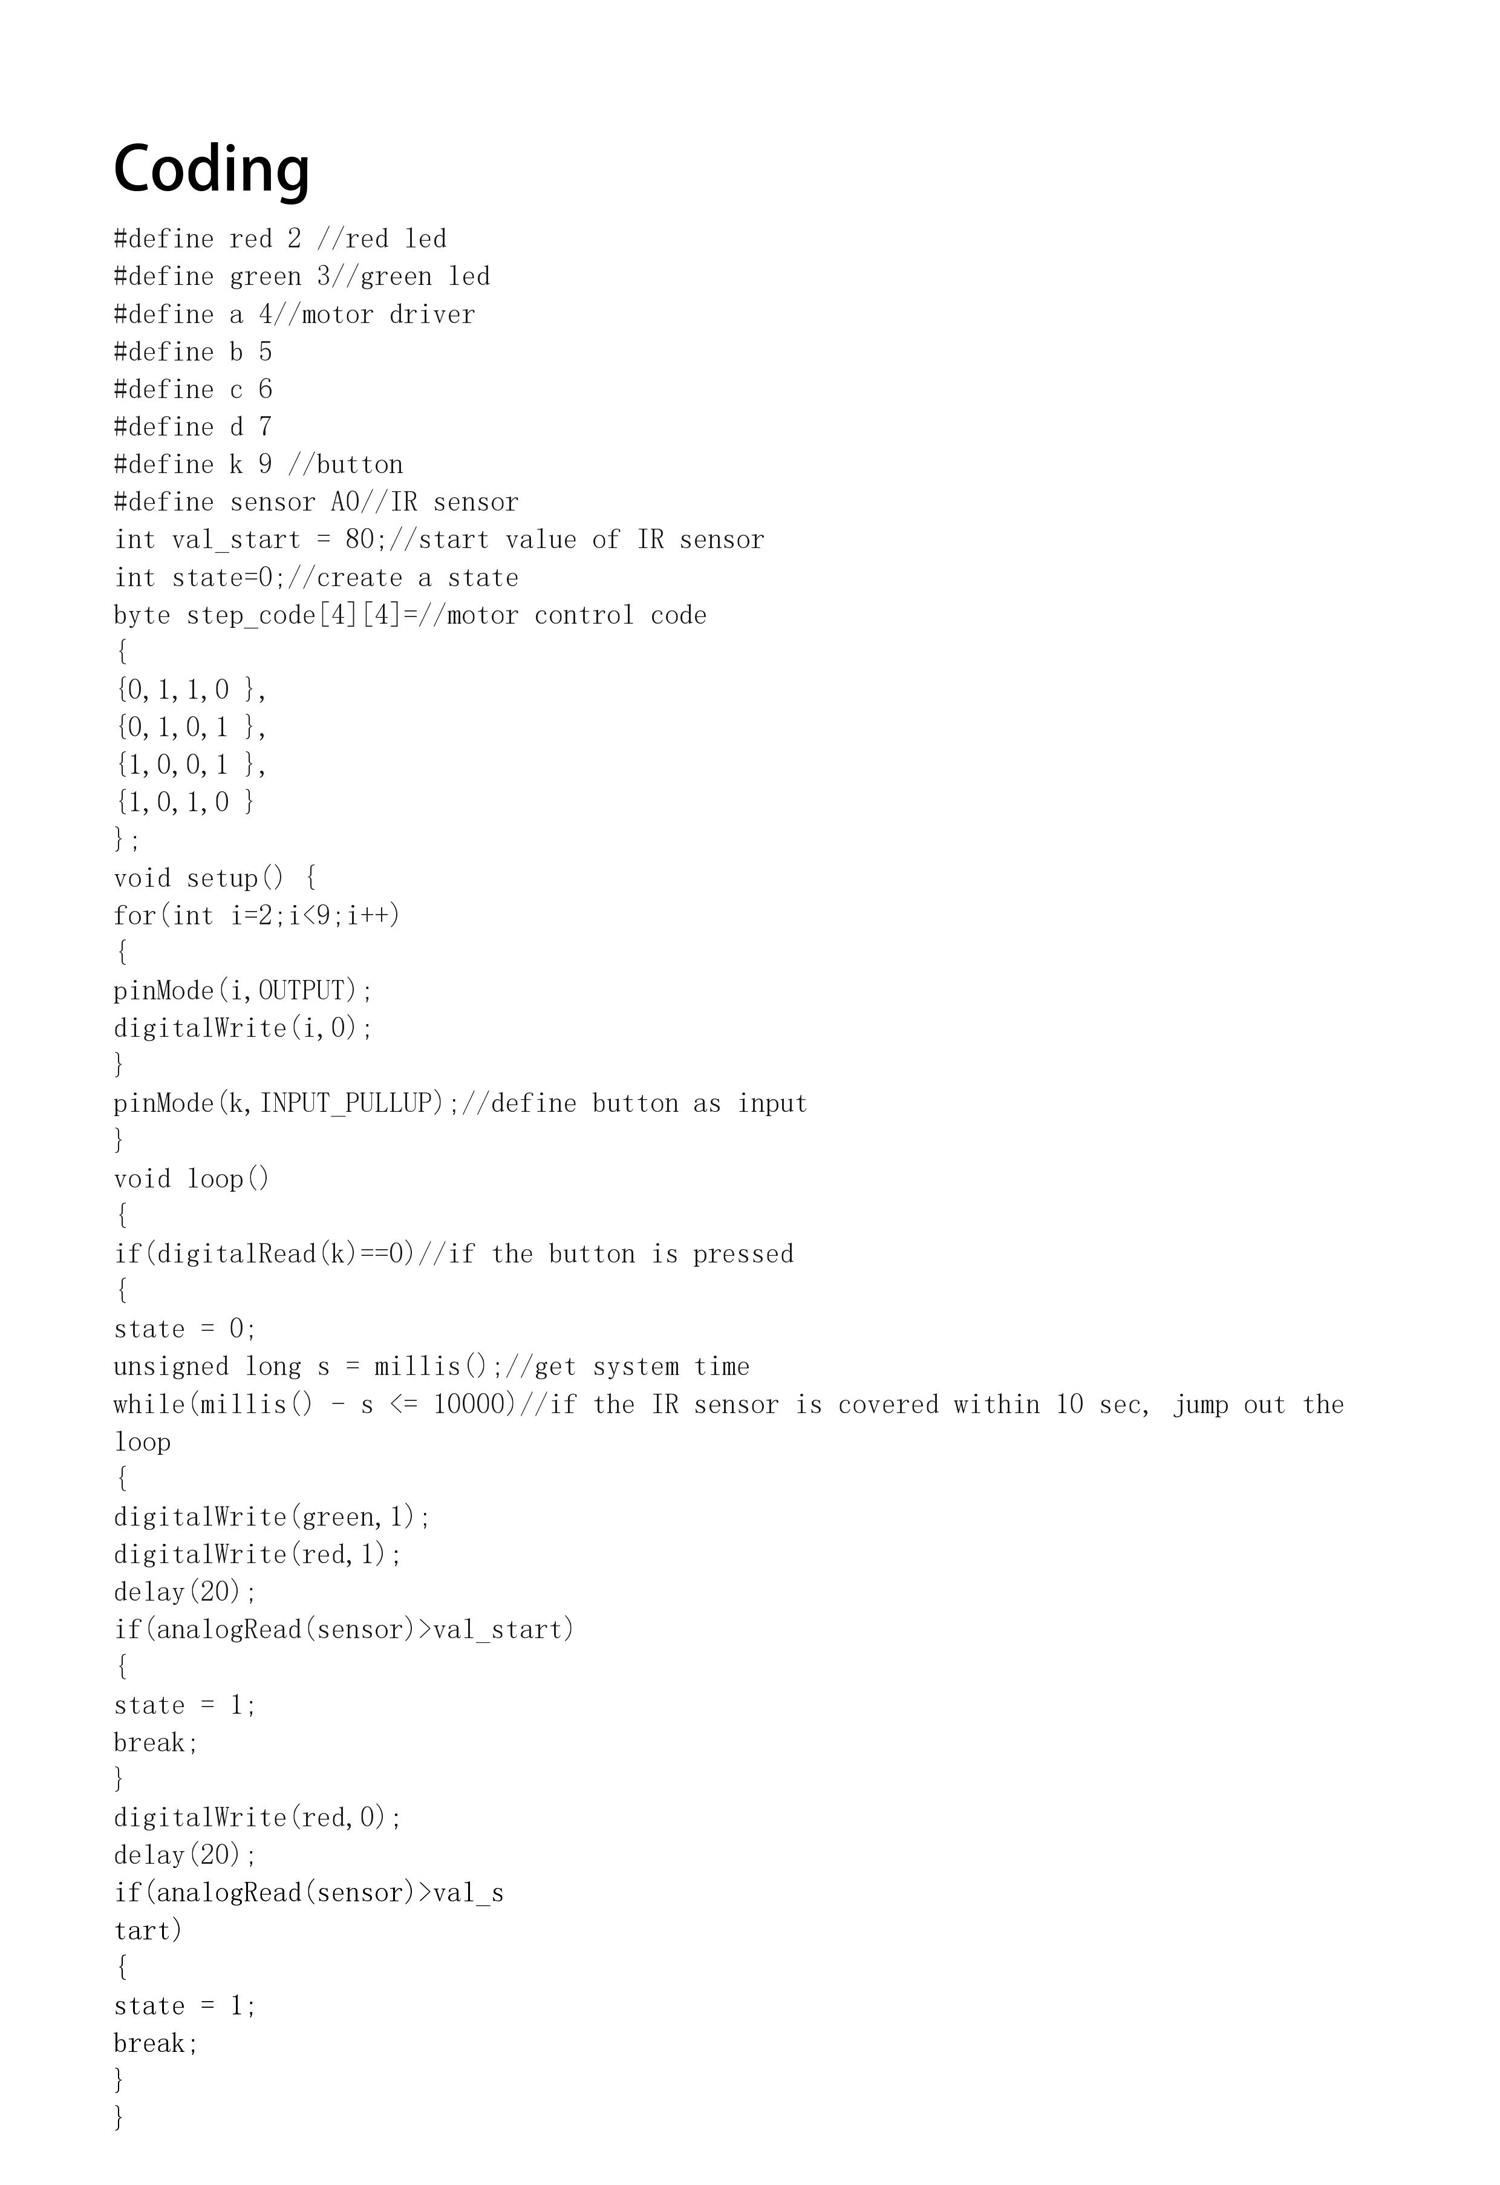 Coding
#define red 2 //red led
#define green 3//green led
#define a 4//motor driver
#define b 5
#define c 6
#define d 7
#define k 9 //button
#define sensor A0//IR sensor
int val_start = 80;//start value of IR sensor
int state=0;//create a state
byte step_code[4][4]=//motor control code
{
{0,1,1,0 },
{0,1,0,1 },
{1,0,0,1 },
{1,0,1,0 }
};
void setup() {
for(int i=2;i<9;i++)
{
pinMode(i,OUTPUT);
digitalWrite(i,0);
}
pinMode(k,INPUT_PULLUP);//define button as input
}
void loop()
{
if(digitalRead(k)==0)//if the button is pressed
{
state = 0;
unsigned long s = millis();//get system time
while(millis() - s <= 10000)//if the IR sensor is covered within 10 sec, jump out the
loop
{
digitalWrite(green,1);
digitalWrite(red,1);
delay(20);
if(analogRead(sensor)>val_start)
{
state = 1;
break;
}
digitalWrite(red,0);
delay(20);
if(analogRead(sensor)>val_s
tart)
{
state = 1;
break;
}
}